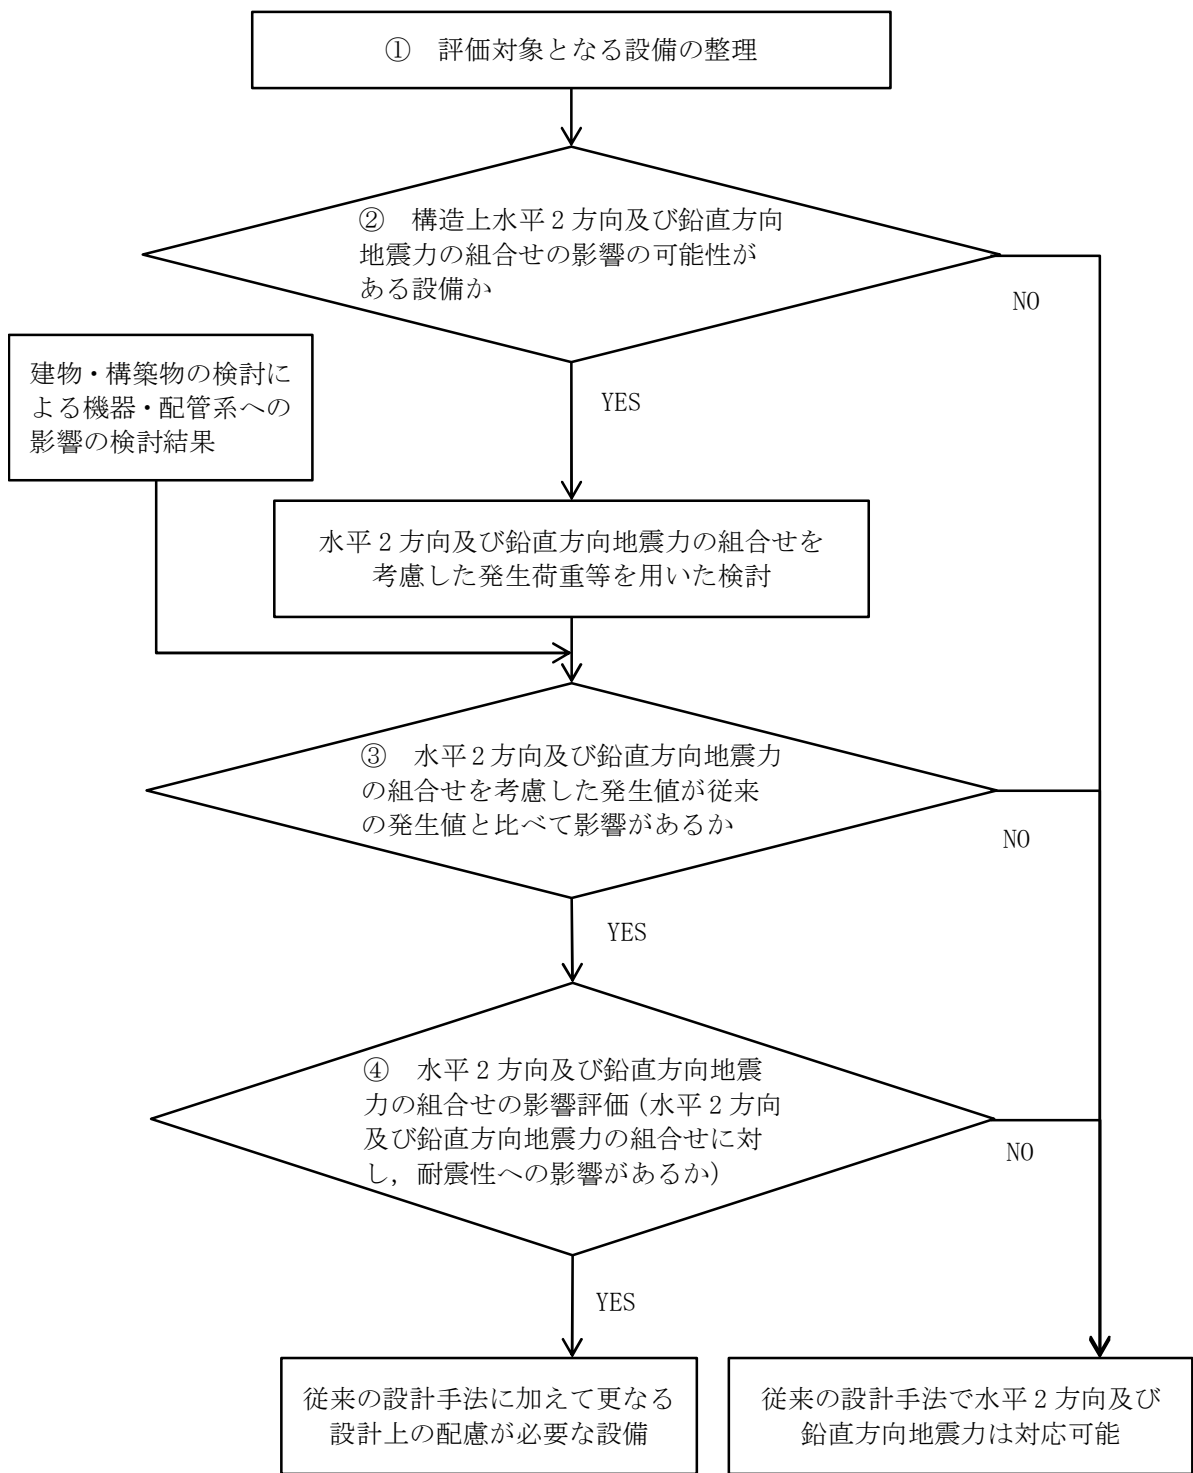 ① 評価対象となる設備の整理
② 構造上水平２方向及び鉛直方向
地震力の組合せの影響の可能性が
ある設備か
NO
YES
建物・構築物の検討に
よる機器・配管系への
影響の検討結果
水平２方向及び鉛直方向地震力の組合せを
考慮した発生荷重等を用いた検討
③ 水平２方向及び鉛直方向地震力
の組合せを考慮した発生値が従来
の発生値と比べて影響があるか
NO
YES
④ 水平２方向及び鉛直方向地震
力の組合せの影響評価（水平２方向
及び鉛直方向地震力の組合せに対
し，耐震性への影響があるか）
NO
YES
従来の設計手法に加えて更なる
設計上の配慮が必要な設備
従来の設計手法で水平２方向及び
鉛直方向地震力は対応可能